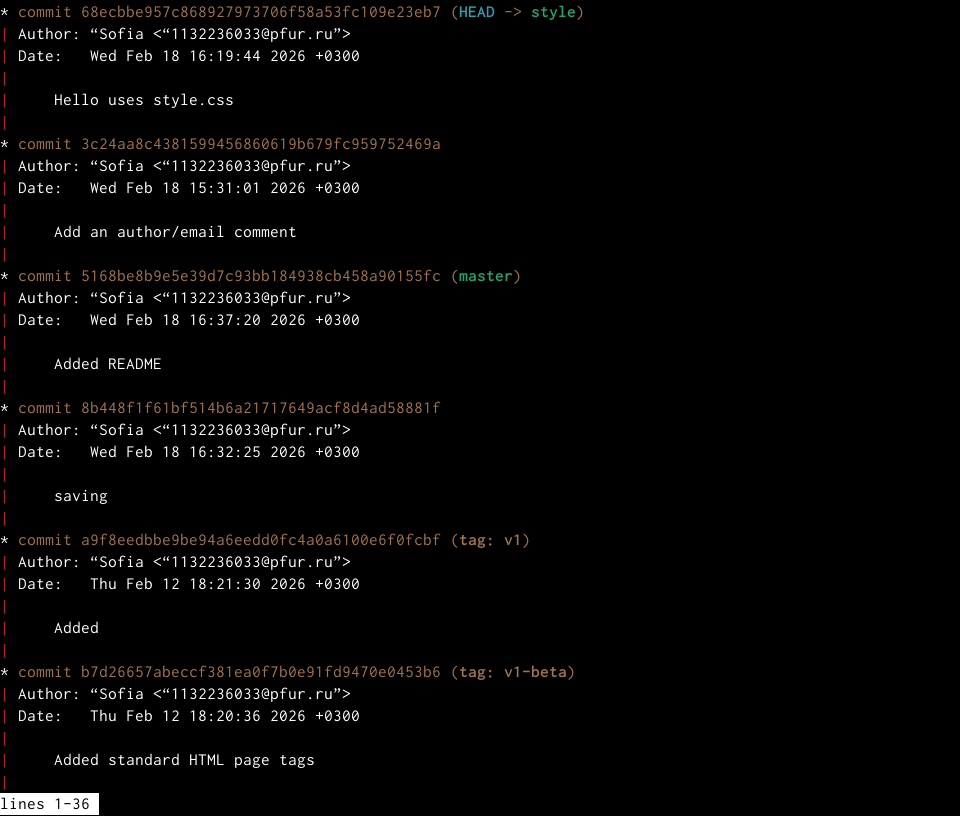 * commit 68ecbbe957c868927973706f58a53fc109e23eb7 (HEAD -> style)
| Author: “Sofia <“1132236033@pfur.ru”>
| Date:   Wed Feb 18 16:19:44 2026 +0300
|
|     Hello uses style.css
|
* commit 3c24aa8c4381599456860619b679fc959752469a
| Author: “Sofia <“1132236033@pfur.ru”>
| Date:   Wed Feb 18 15:31:01 2026 +0300
|
|     Add an author/email comment
|
* commit 5168be8b9e5e39d7c93bb184938cb458a90155fc (master)
| Author: “Sofia <“1132236033@pfur.ru”>
| Date:   Wed Feb 18 16:37:20 2026 +0300
|
|     Added README
|
* commit 8b448f1f61bf514b6a21717649acf8d4ad58881f
| Author: “Sofia <“1132236033@pfur.ru”>
| Date:   Wed Feb 18 16:32:25 2026 +0300
|
|     saving
|
* commit a9f8eedbbe9be94a6eedd0fc4a0a6100e6f0fcbf (tag: v1)
| Author: “Sofia <“1132236033@pfur.ru”>
| Date:   Thu Feb 12 18:21:30 2026 +0300
|
|     Added
|
* commit b7d26657abeccf381ea0f7b0e91fd9470e0453b6 (tag: v1-beta)
| Author: “Sofia <“1132236033@pfur.ru”>
| Date:   Thu Feb 12 18:20:36 2026 +0300
|
|     Added standard HTML page tags
|
lines 1-36